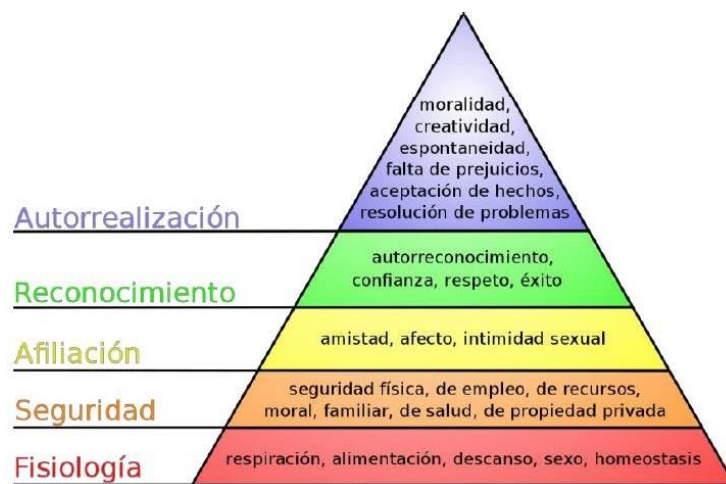 moralidad,
creatividad,
espontaneidad,
falta de prejuicios,
aceptación de hechos,
resolución de problemas
Autorrealización
autorreconocimiento,
confianza, respeto, éxito
Reconocimiento
amistad, afecto, intimidad sexual
Afiliación
seguridad física, de empleo, de recursos,
moral, familiar, de salud, de propiedad privada
Seguridad
respiración, alimentación, descanso, sexo, homeostasis
Fisiología